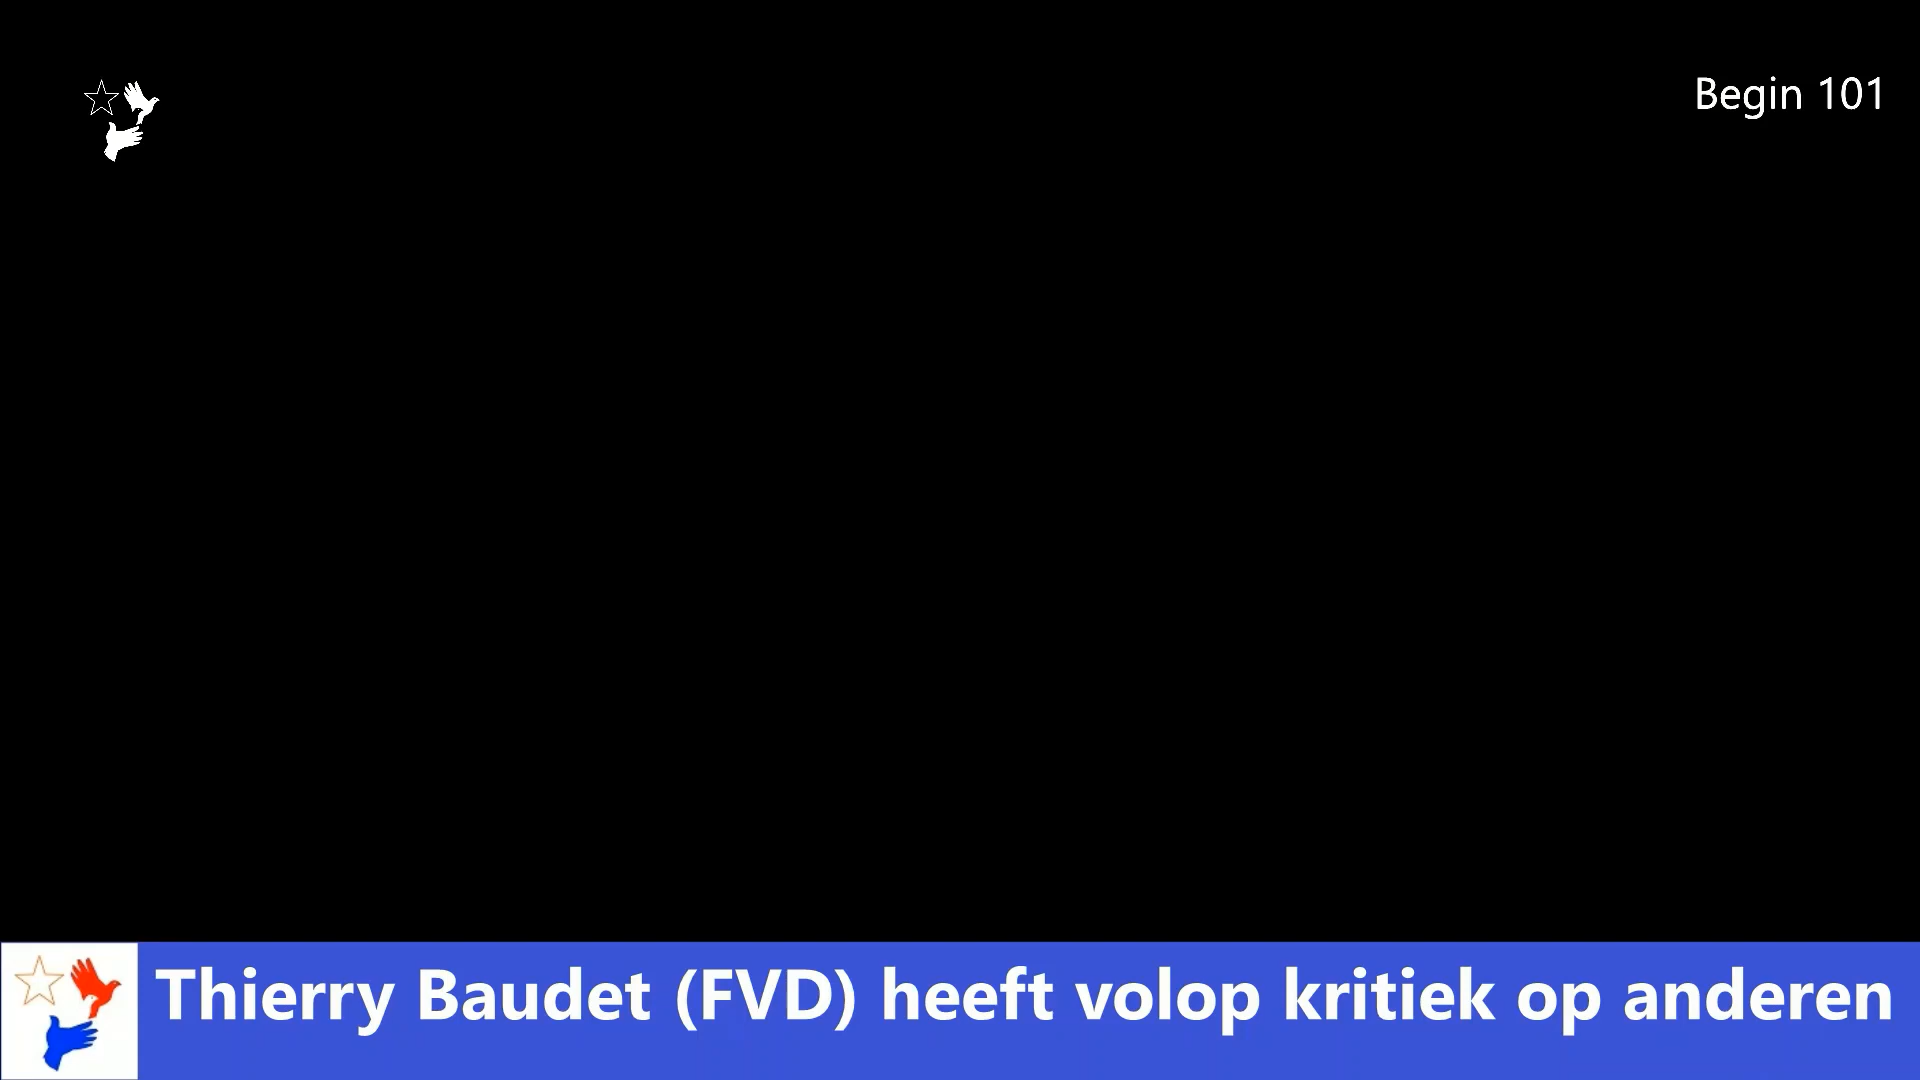 Begin 101
Thierry Baudet (FVD) heeft volop kritiek op anderen